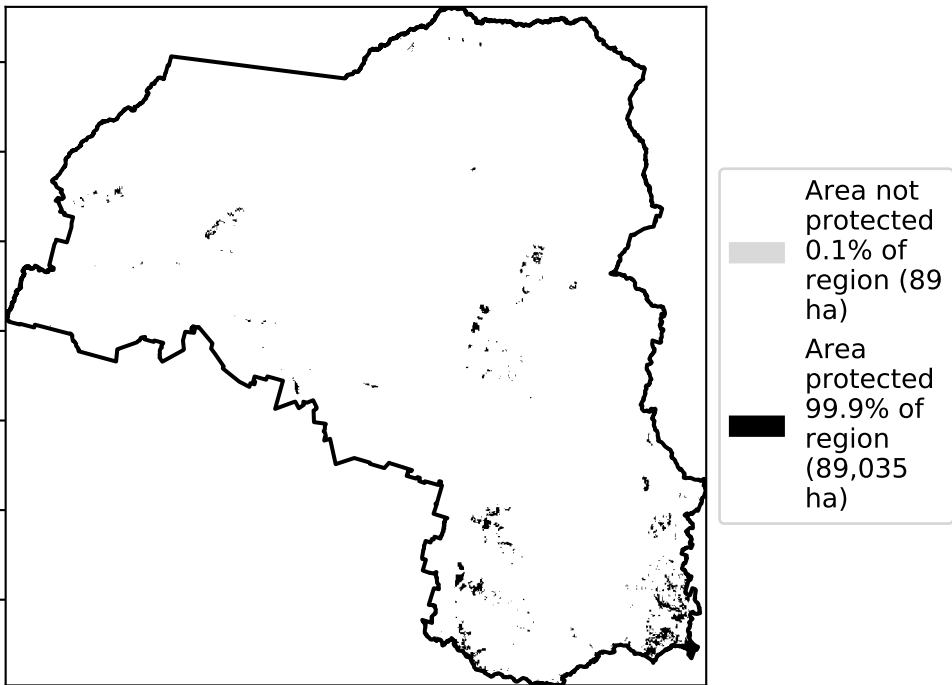 Area not
protected
0.1% of
region (89
ha)
Area
protected
99.9% of
region
(89,035
ha)